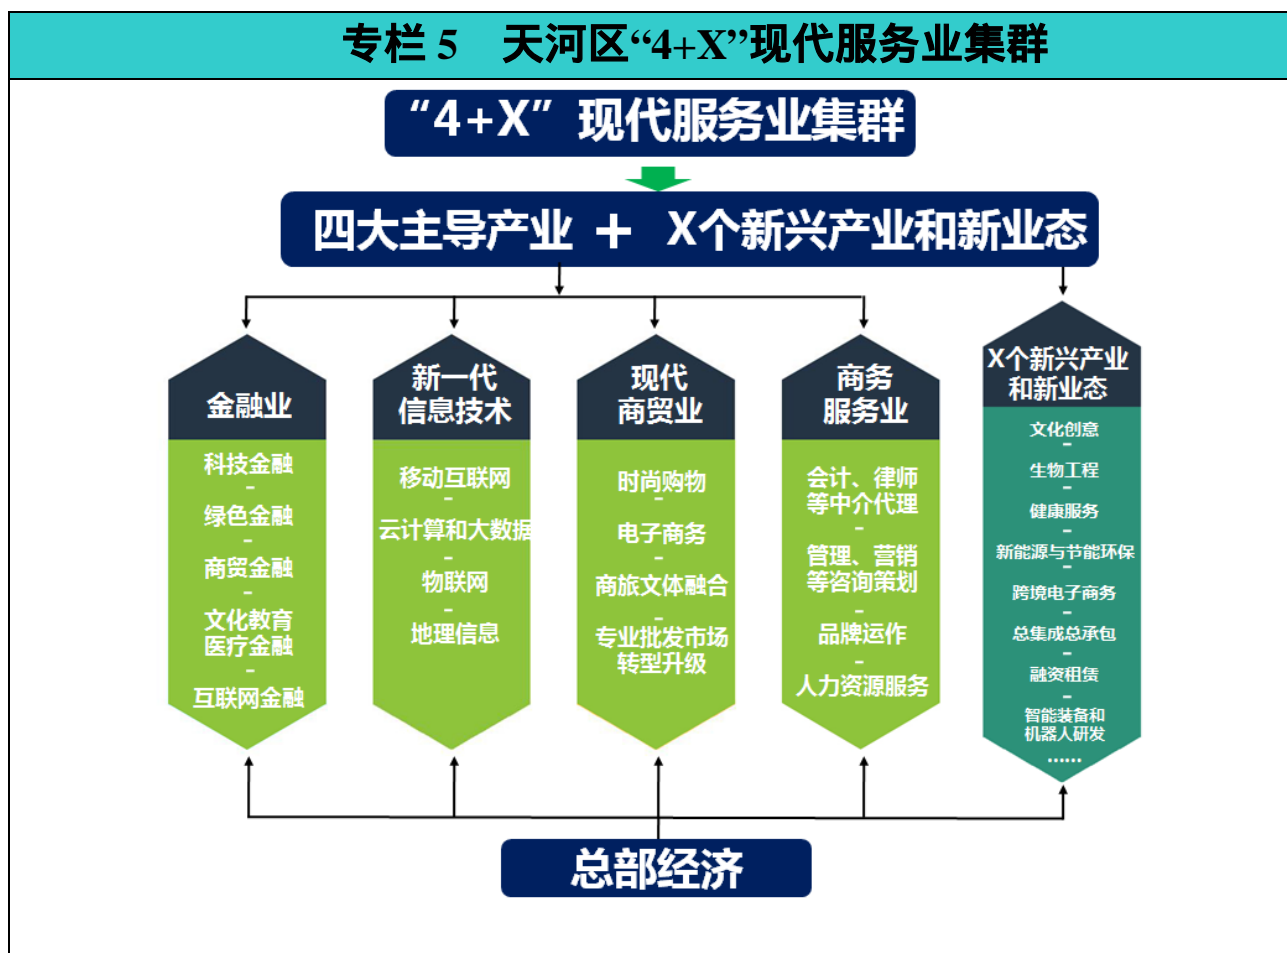 专栏 5 天河区“4+X”现代服务业集群
“4+X”现代服务业集群
四大主导产业 + X个新兴产业和新业态
金融业
科技金融
-
绿色金融
-
商贸金融
-
文化教育
医疗金融
-
互联网金融
新一代
信息技术
移动互联网
-
云计算和大数据
-
物联网
-
地理信息
现代
商贸业
时尚购物
-
电子商务
-
商旅文体融合
-
专业批发市场
转型升级
商务
服务业
会计、律师
等中介代理
-
管理、营销
等咨询策划
-
品牌运作
-
人力资源服务
X个新兴产业
和新业态
文化创意
-
生物工程
-
健康服务
-
新能源与节能环保
-
跨境电子商务
-
总集成总承包
-
融资租赁
-
智能装备和
机器人研发
……
总部经济